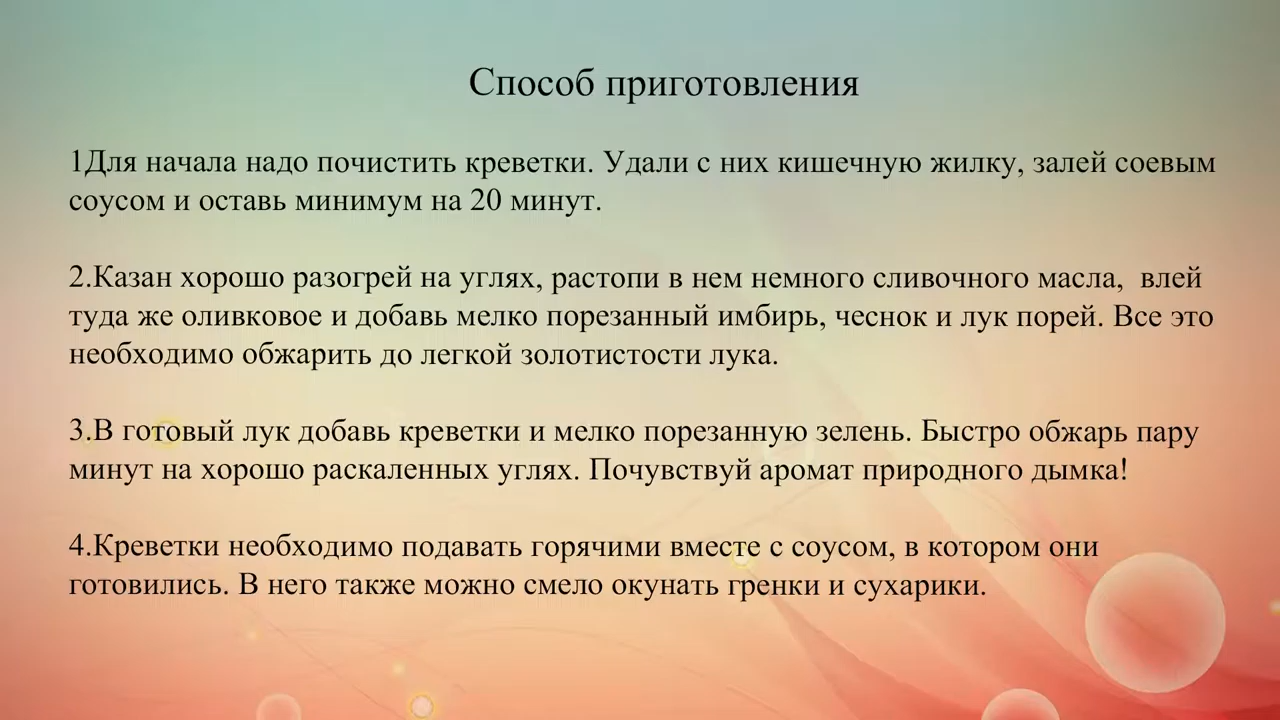 Способ приготовления
1Для начала надо почистить креветки. Удали с них кишечную жилку, залей соевым
соусом и оставь минимум на 20 минут.
2.Казан хорошо разогрей на углях, растопи в нем немного сливочного масла,  влей
туда же оливковое и добавь мелко порезанный имбирь, чеснок и лук порей. Все это
необходимо обжарить до легкой золотистости лука.
3.В готовый лук добавь креветки и мелко порезанную зелень. Быстро обжарь пару
минут на хорошо раскаленных углях. Почувствуй аромат природного дымка!
4.Креветки необходимо подавать горячими вместе с соусом, в котором они
готовились. В него также можно смело окунать гренки и сухарики.